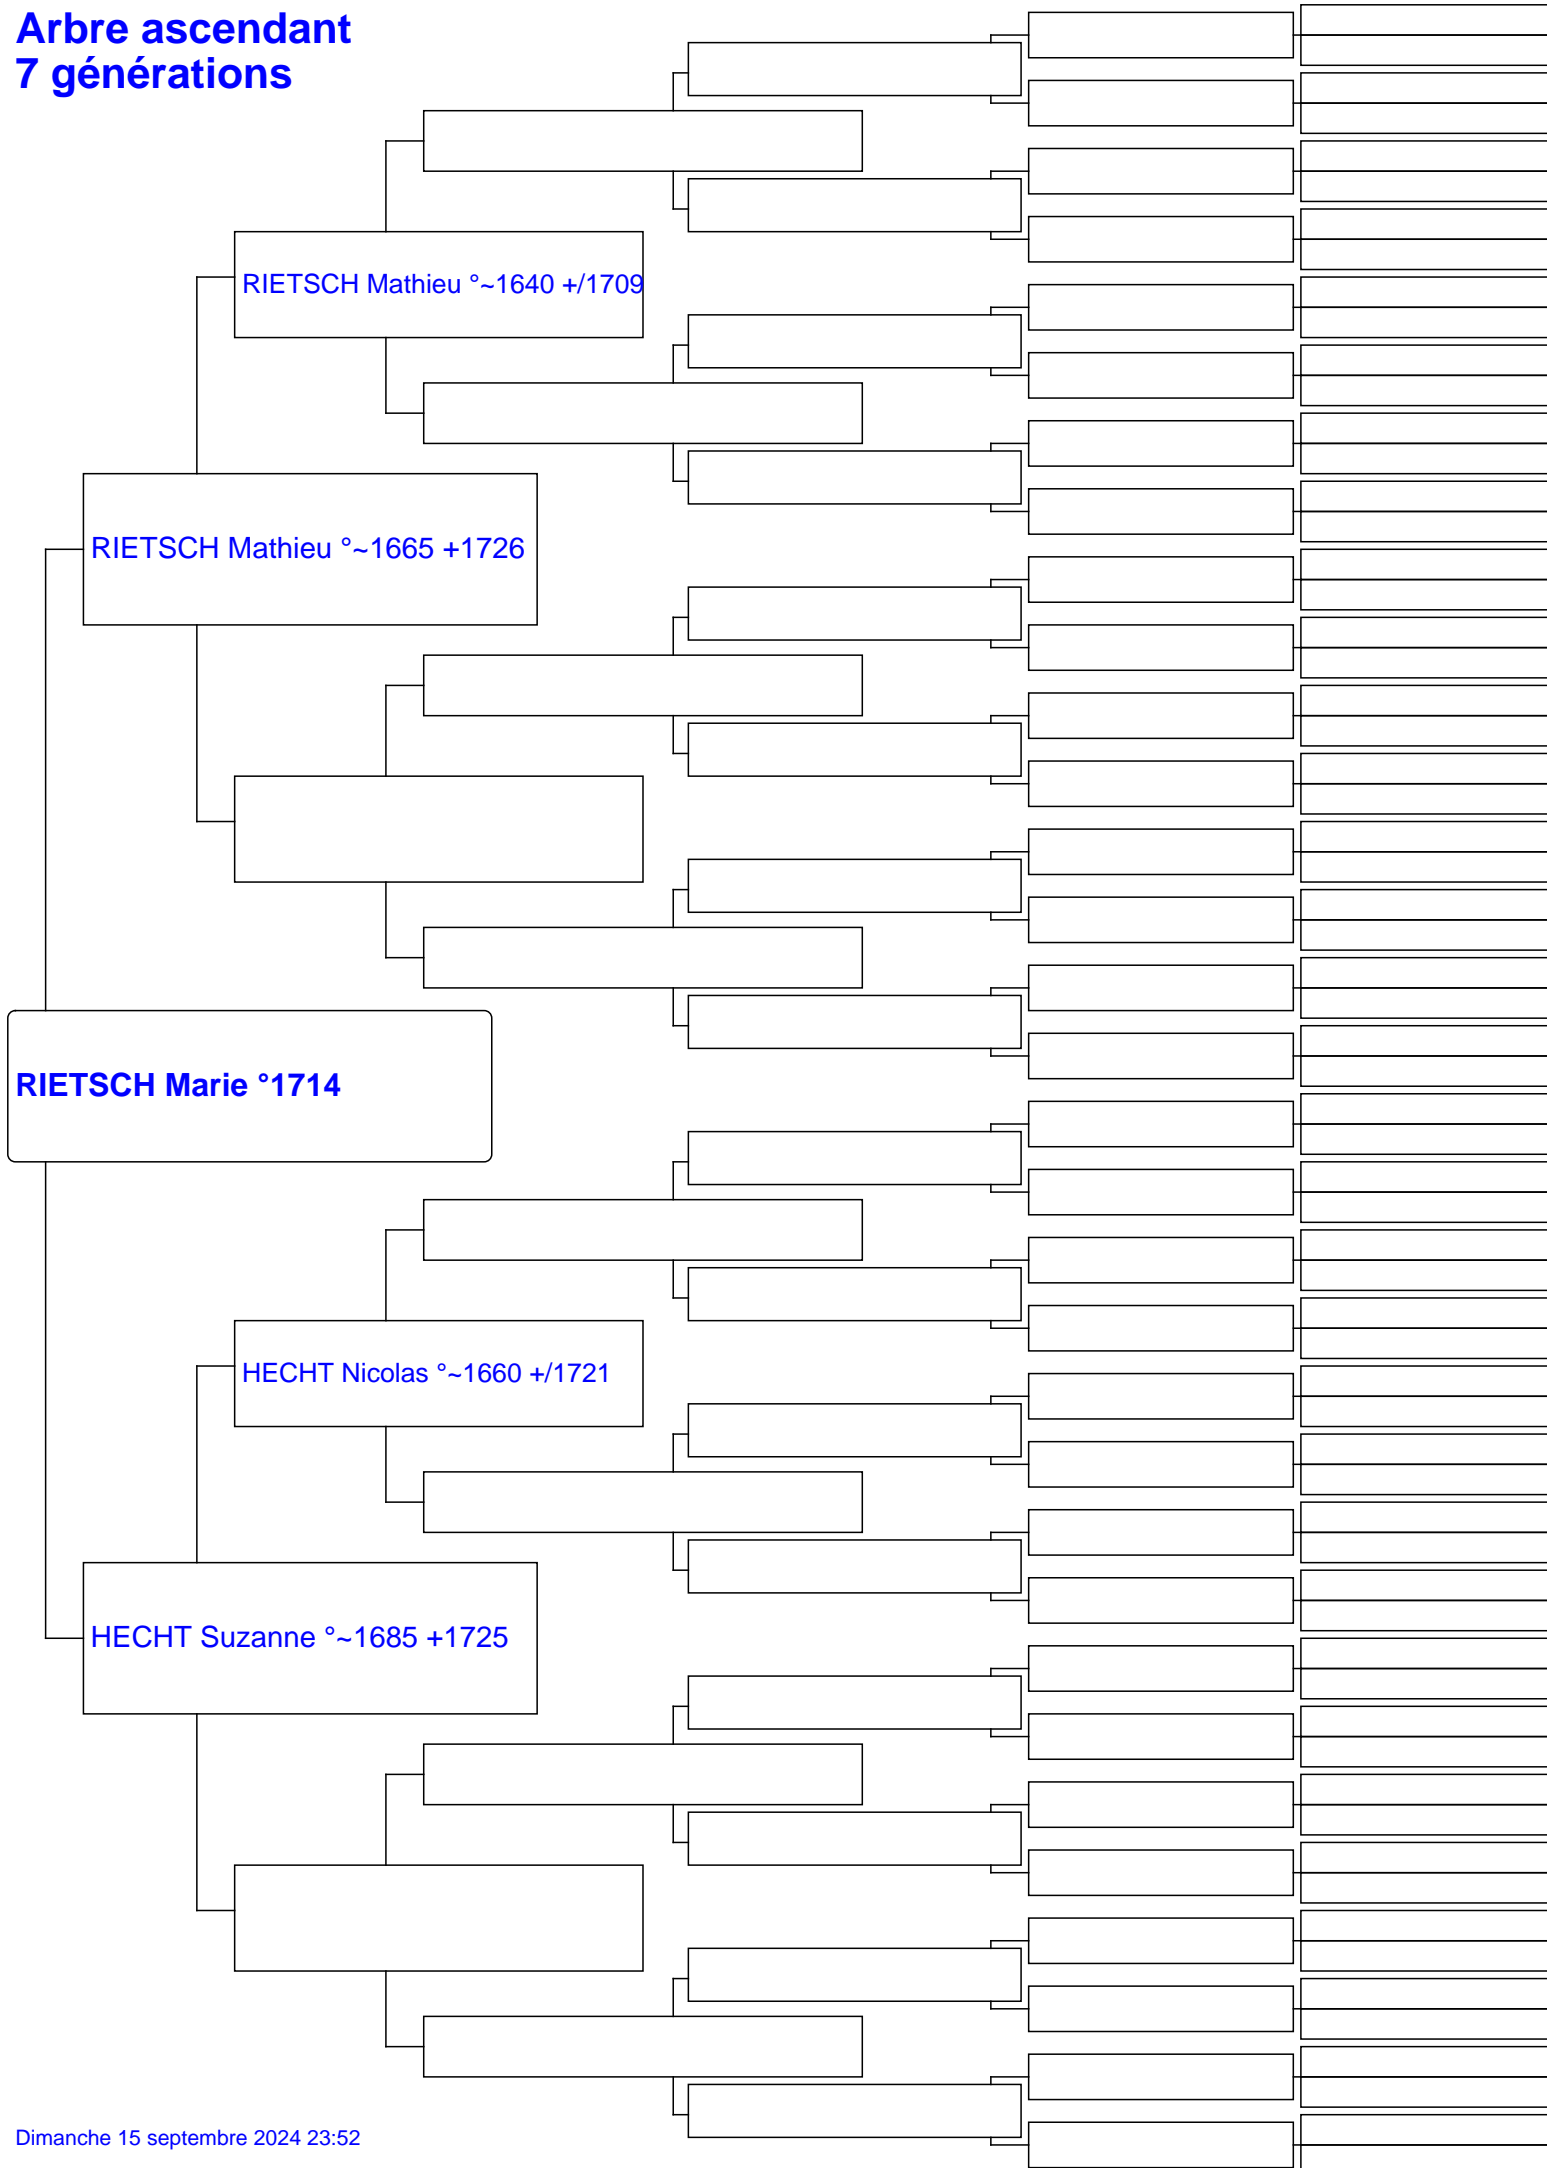 Arbre ascendant
7 générations
RIETSCH Mathieu °~1640 +/1709
RIETSCH Mathieu °~1665 +1726
RIETSCH Marie °1714
HECHT Nicolas °~1660 +/1721
HECHT Suzanne °~1685 +1725
Dimanche 15 septembre 2024 23:52